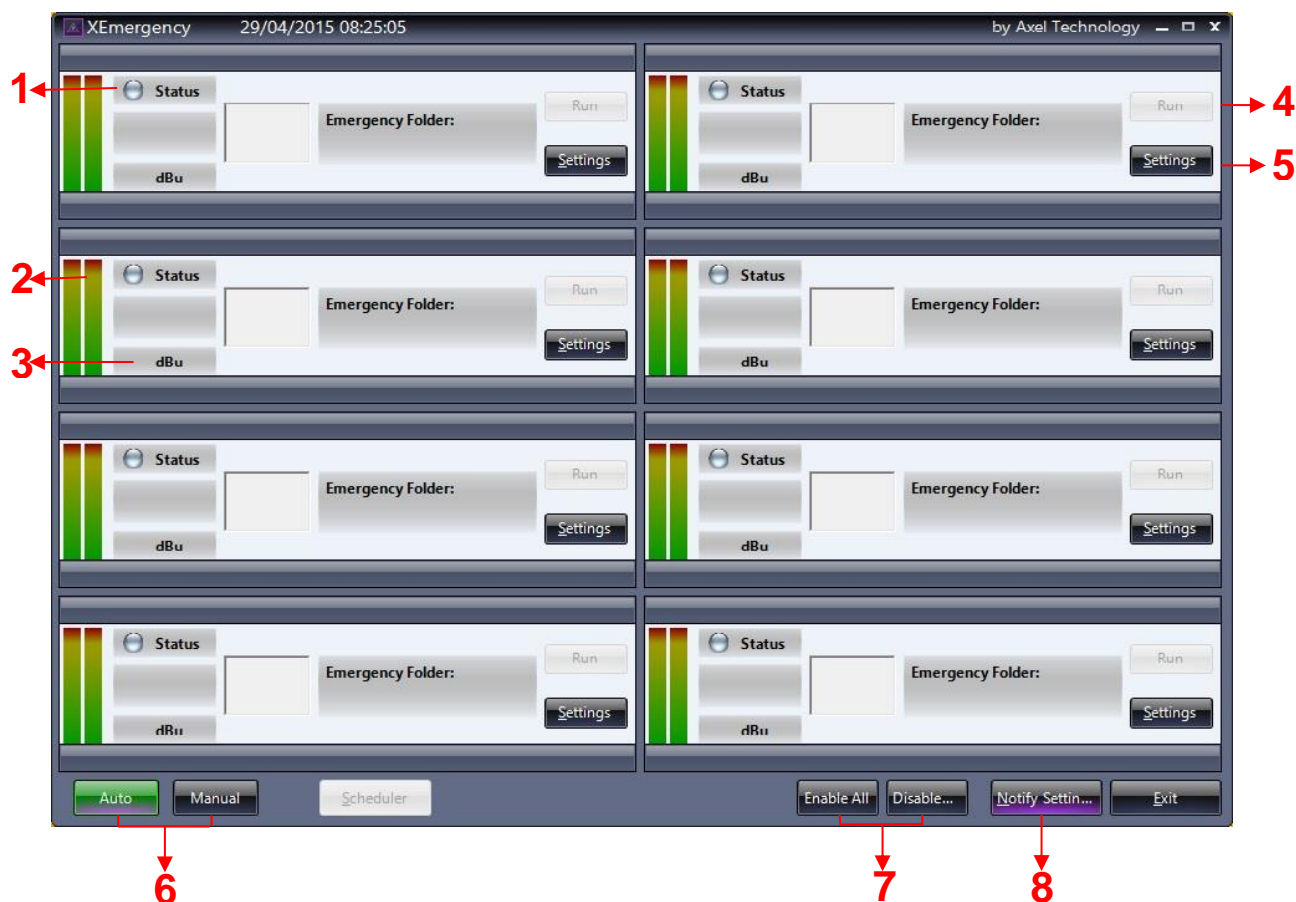 XEmergency 29/04/2015 08:25:05 by Axel Technology X
1 Status Run Status Run 4
Emergency Folder: Emergency Folder:
dBu Settings dBu Settings 5
2 Status Run Status Run
Emergency Folder: Emergency Folder:
3 dBu Settings dBu Settings
Status Run Status Run
Emergency Folder: Emergency Folder:
dBu Settings dBu Settings
Status Run Status Run
Emergency Folder: Emergency Folder:
dBu Settings dBu Settings
Auto Manual Scheduler Enable All Disable... Notify Settin... Exit
6 7 8